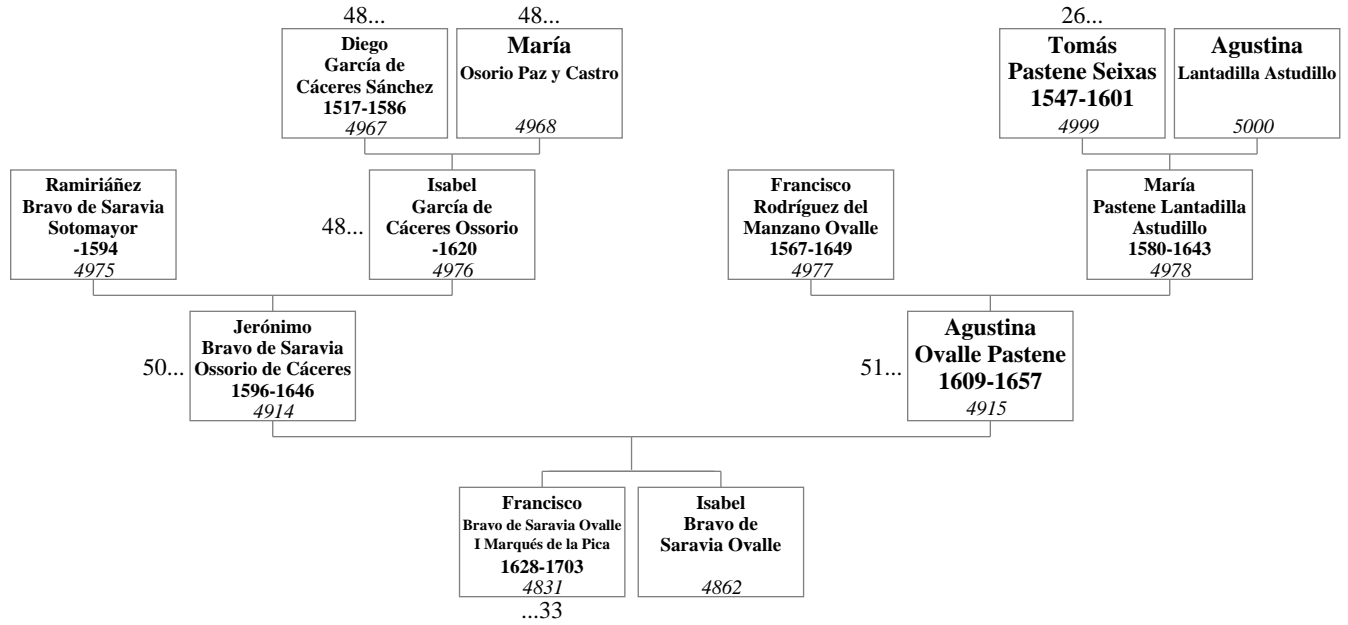 48...
48...
26...
Diego
García de
Cáceres Sánchez
1517-1586
4967
María
Osorio Paz y Castro
4968
Tomás
Pastene Seixas
1547-1601
4999
Agustina
Lantadilla Astudillo
5000
Ramiriáñez
Bravo de Saravia
Sotomayor
-1594
4975
48...
Isabel
García de
Cáceres Ossorio
-1620
4976
Francisco
Rodríguez del
Manzano Ovalle
1567-1649
4977
María
Pastene Lantadilla
Astudillo
1580-1643
4978
50...
Jerónimo
Bravo de Saravia
Ossorio de Cáceres
1596-1646
4914
51...
Agustina
Ovalle Pastene
1609-1657
4915
Francisco
Bravo de Saravia Ovalle
I Marqués de la Pica
1628-1703
4831
...33
Isabel
Bravo de
Saravia Ovalle
4862